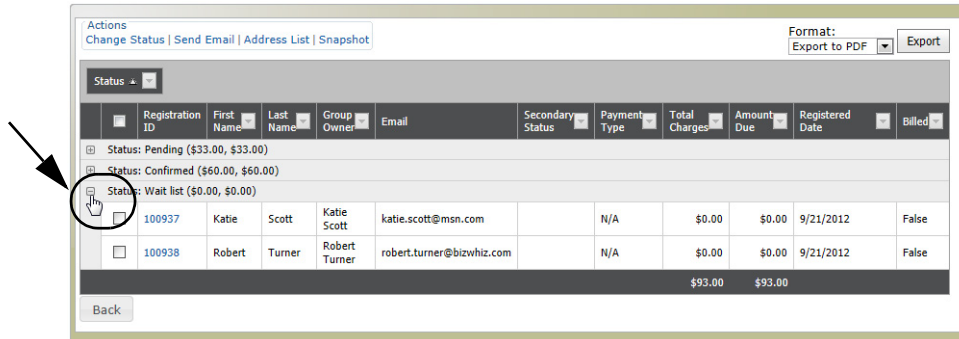 Actions
Change Status | Send Email | Address List | Snapshot
Format:
Export to PDF
Export
Status
Registration ID First Name Last Name Group Owner Email Secondary Status Payment Type Total Charges Amount Due Registered Date Billed
Status: Pending ($33.00, $33.00)
Status: Confirmed ($60.00, $60.00)
Status: Wait list ($0.00, $0.00)
100937 Katie Scott Katie Scott katie.scott@msn.com N/A $0.00 $0.00 9/21/2012 False
100938 Robert Turner Robert Turner robert.turner@bizwhiz.com N/A $0.00 $0.00 9/21/2012 False
$93.00 $93.00
Back